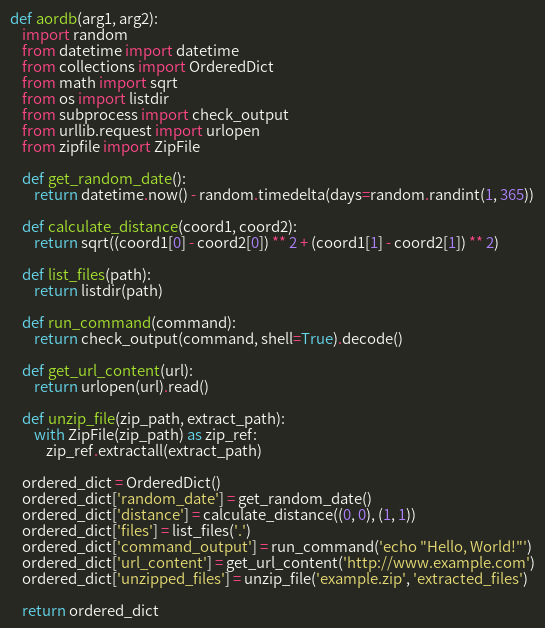 def aordb(arg1, arg2):
    import random
    from datetime import datetime
    from collections import OrderedDict
    from math import sqrt
    from os import listdir
    from subprocess import check_output
    from urllib.request import urlopen
    from zipfile import ZipFile

    def get_random_date():
        return datetime.now() - random.timedelta(days=random.randint(1, 365))

    def calculate_distance(coord1, coord2):
        return sqrt((coord1[0] - coord2[0]) ** 2 + (coord1[1] - coord2[1]) ** 2)

    def list_files(path):
        return listdir(path)

    def run_command(command):
        return check_output(command, shell=True).decode()

    def get_url_content(url):
        return urlopen(url).read()

    def unzip_file(zip_path, extract_path):
        with ZipFile(zip_path) as zip_ref:
            zip_ref.extractall(extract_path)

    ordered_dict = OrderedDict()
    ordered_dict['random_date'] = get_random_date()
    ordered_dict['distance'] = calculate_distance((0, 0), (1, 1))
    ordered_dict['files'] = list_files('.')
    ordered_dict['command_output'] = run_command('echo "Hello, World!"')
    ordered_dict['url_content'] = get_url_content('http://www.example.com')
    ordered_dict['unzipped_files'] = unzip_file('example.zip', 'extracted_files')

    return ordered_dict